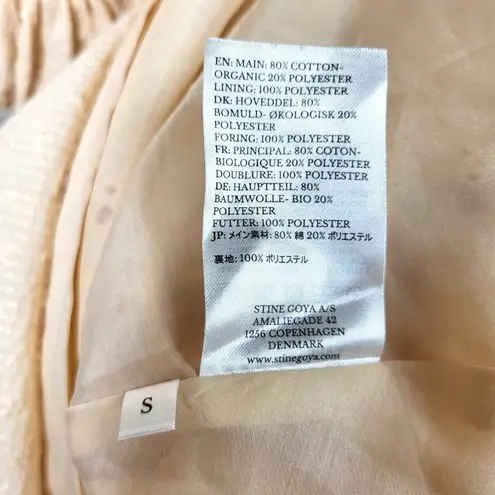 EN: MAIN: 80% COTTON-
ORGANIC 20% POLYESTER
LINING: 100% POLYESTER
DK: HOVEDDEL: 80%
BOMULD- ØKOLOGISK 20%
POLYESTER
FORING: 100% POLYESTER
FR: PRINCIPAL: 80% COTON-
BIOLOGIQUE 20% POLYESTER
DOUBLURE: 100% POLYESTER
DE: HAUPTTEIL: 80%
BAUMWOLLE- BIO 20%
POLYESTER
FUTTER: 100% POLYESTER
JP: メイン素材: 80% 綿 20% ポリエステル
裏地: 100% ポリエステル
STINE GOYA A/S
AMALIEGADE 42
1256 COPENHAGEN
DENMARK
www.stinegoya.com
S